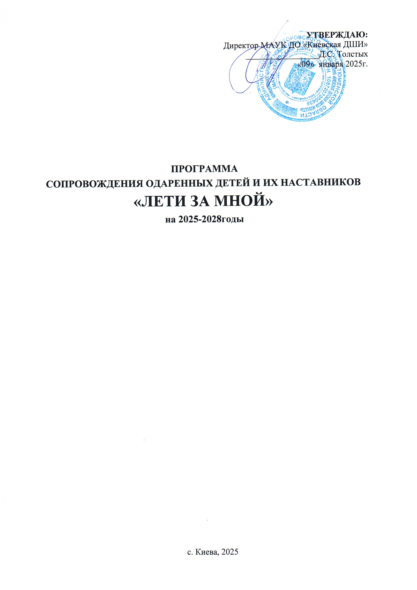 УТВЕРЖДАЮ:
Директор МАУК ДО «Киевская ДШИ»
Д.С. Толстых
«09» января 2025г.
ПРОГРАММА
СОПРОВОЖДЕНИЯ ОДАРЕННЫХ ДЕТЕЙ И ИХ НАСТАВНИКОВ
«ЛЕТИ ЗА МНОЙ»
на 2025-2028годы
с. Киева, 2025